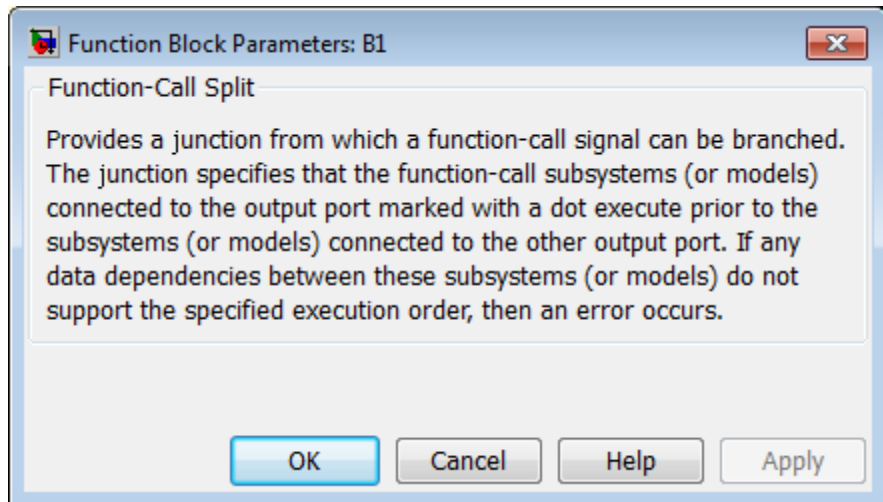 Function Block Parameters: B1
Function-Call Split
Provides a junction from which a function-call signal can be branched.
The junction specifies that the function-call subsystems (or models)
connected to the output port marked with a dot execute prior to the
subsystems (or models) connected to the other output port. If any
data dependencies between these subsystems (or models) do not
support the specified execution order, then an error occurs.
OK Cancel Help Apply